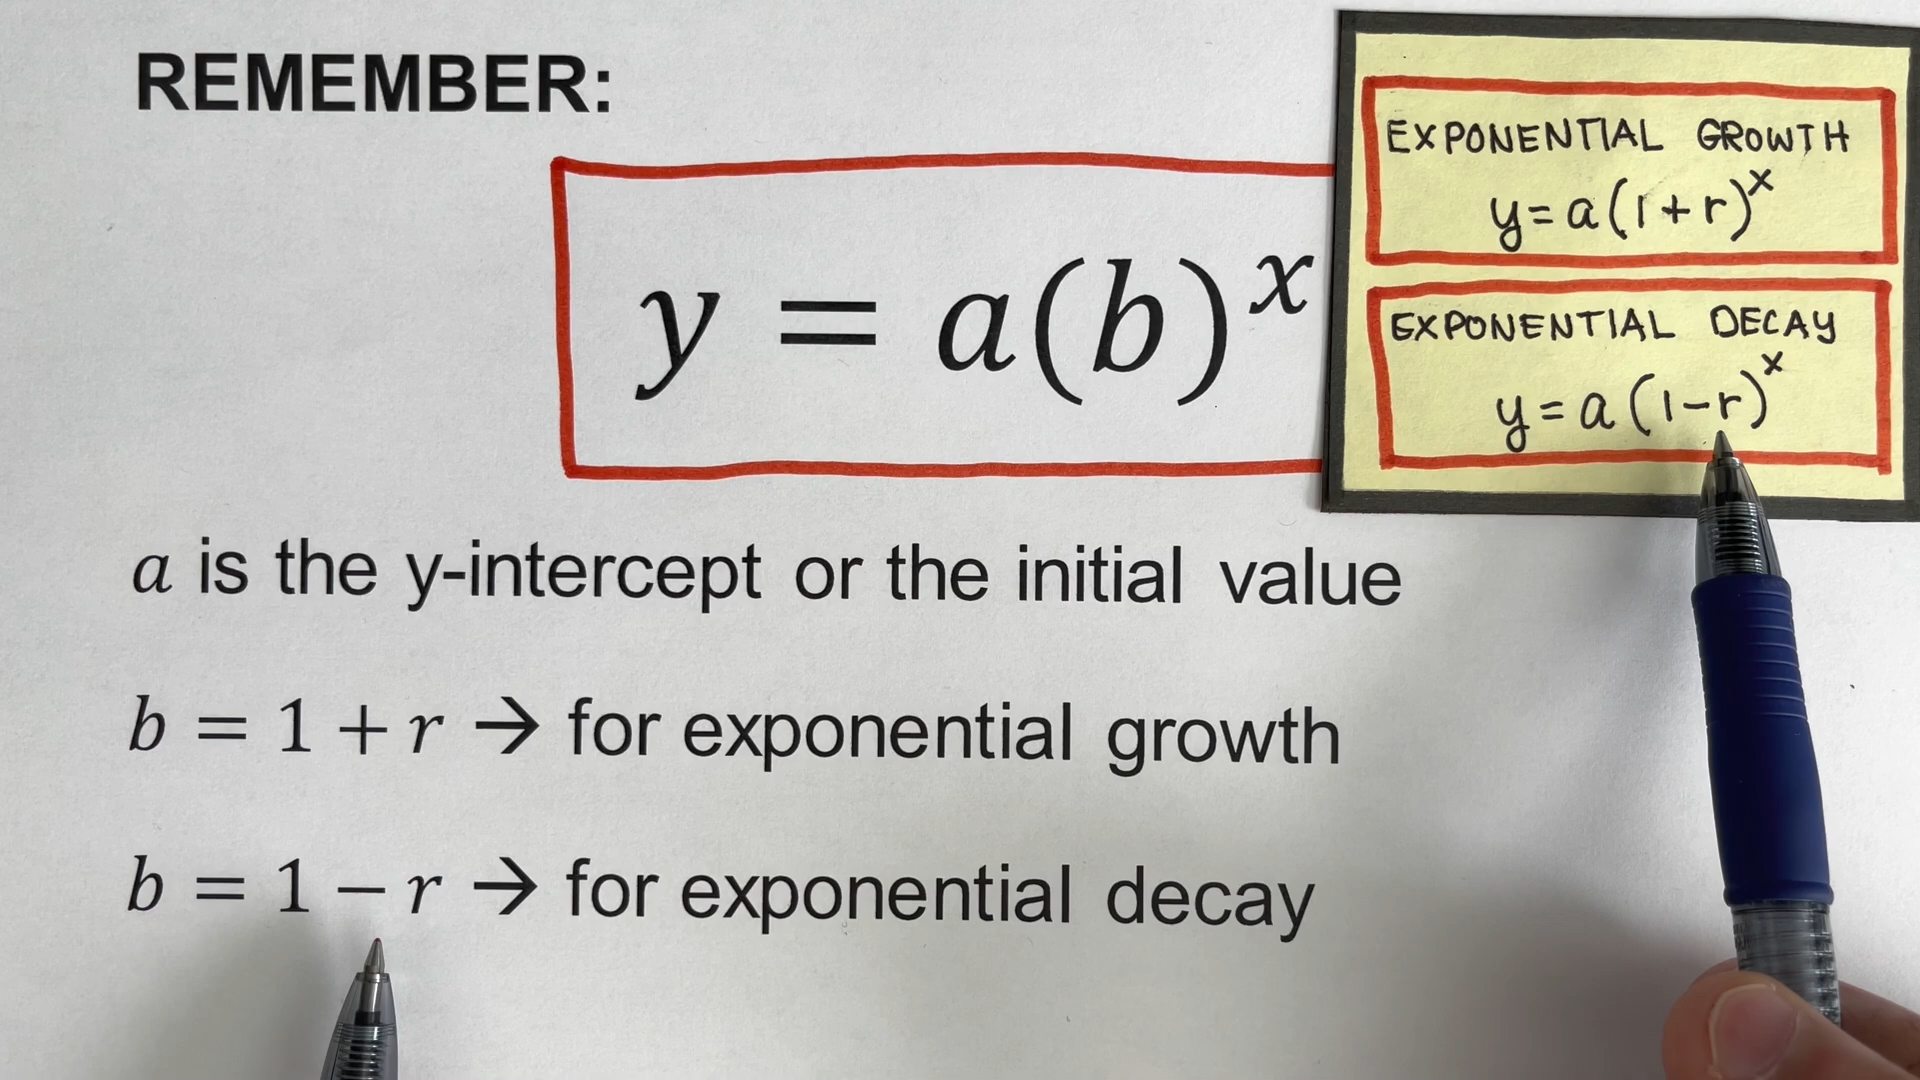 REMEMBER:
y = a(b)^x
a is the y-intercept or the initial value
b = 1 + r → for exponential growth
b = 1 − r → for exponential decay
EXPONENTIAL GROWTH
y = a(1+r)^x
EXPONENTIAL DECAY
y = a(1−r)^x